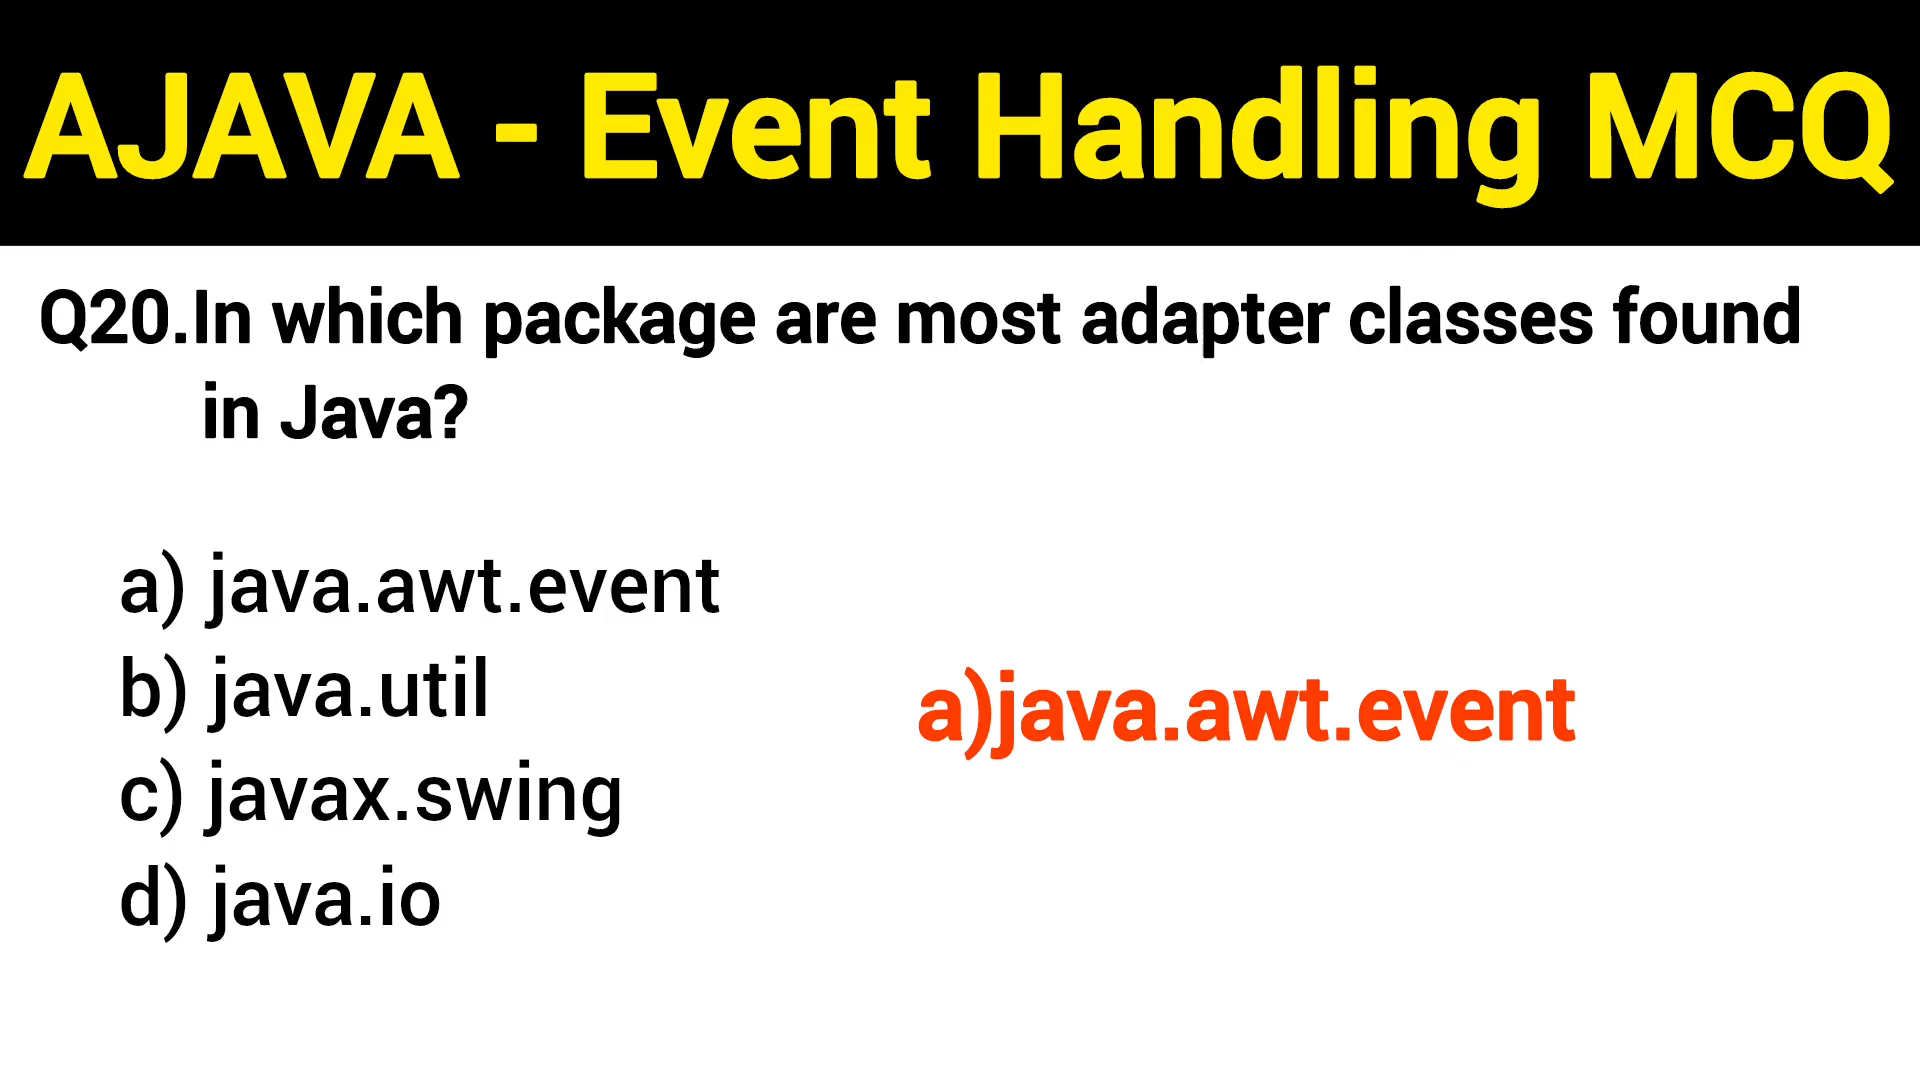 AJAVA - Event Handling MCQ
Q20.In which package are most adapter classes found
in Java?
a) java.awt.event
b) java.util
c) javax.swing
d) java.io
a)java.awt.event